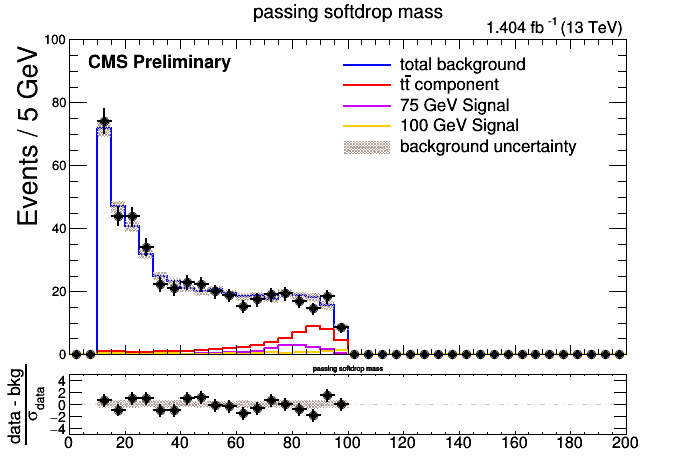 passing softdrop mass
1.404 fb -1 (13 TeV)
CMS Preliminary
total background
tt̄ component
75 GeV Signal
100 GeV Signal
background uncertainty
Events / 5 GeV
100
80
60
40
20
0
passing softdrop mass
data - bkg
σdata
4
2
0
−2
−4
0 20 40 60 80 100 120 140 160 180 200